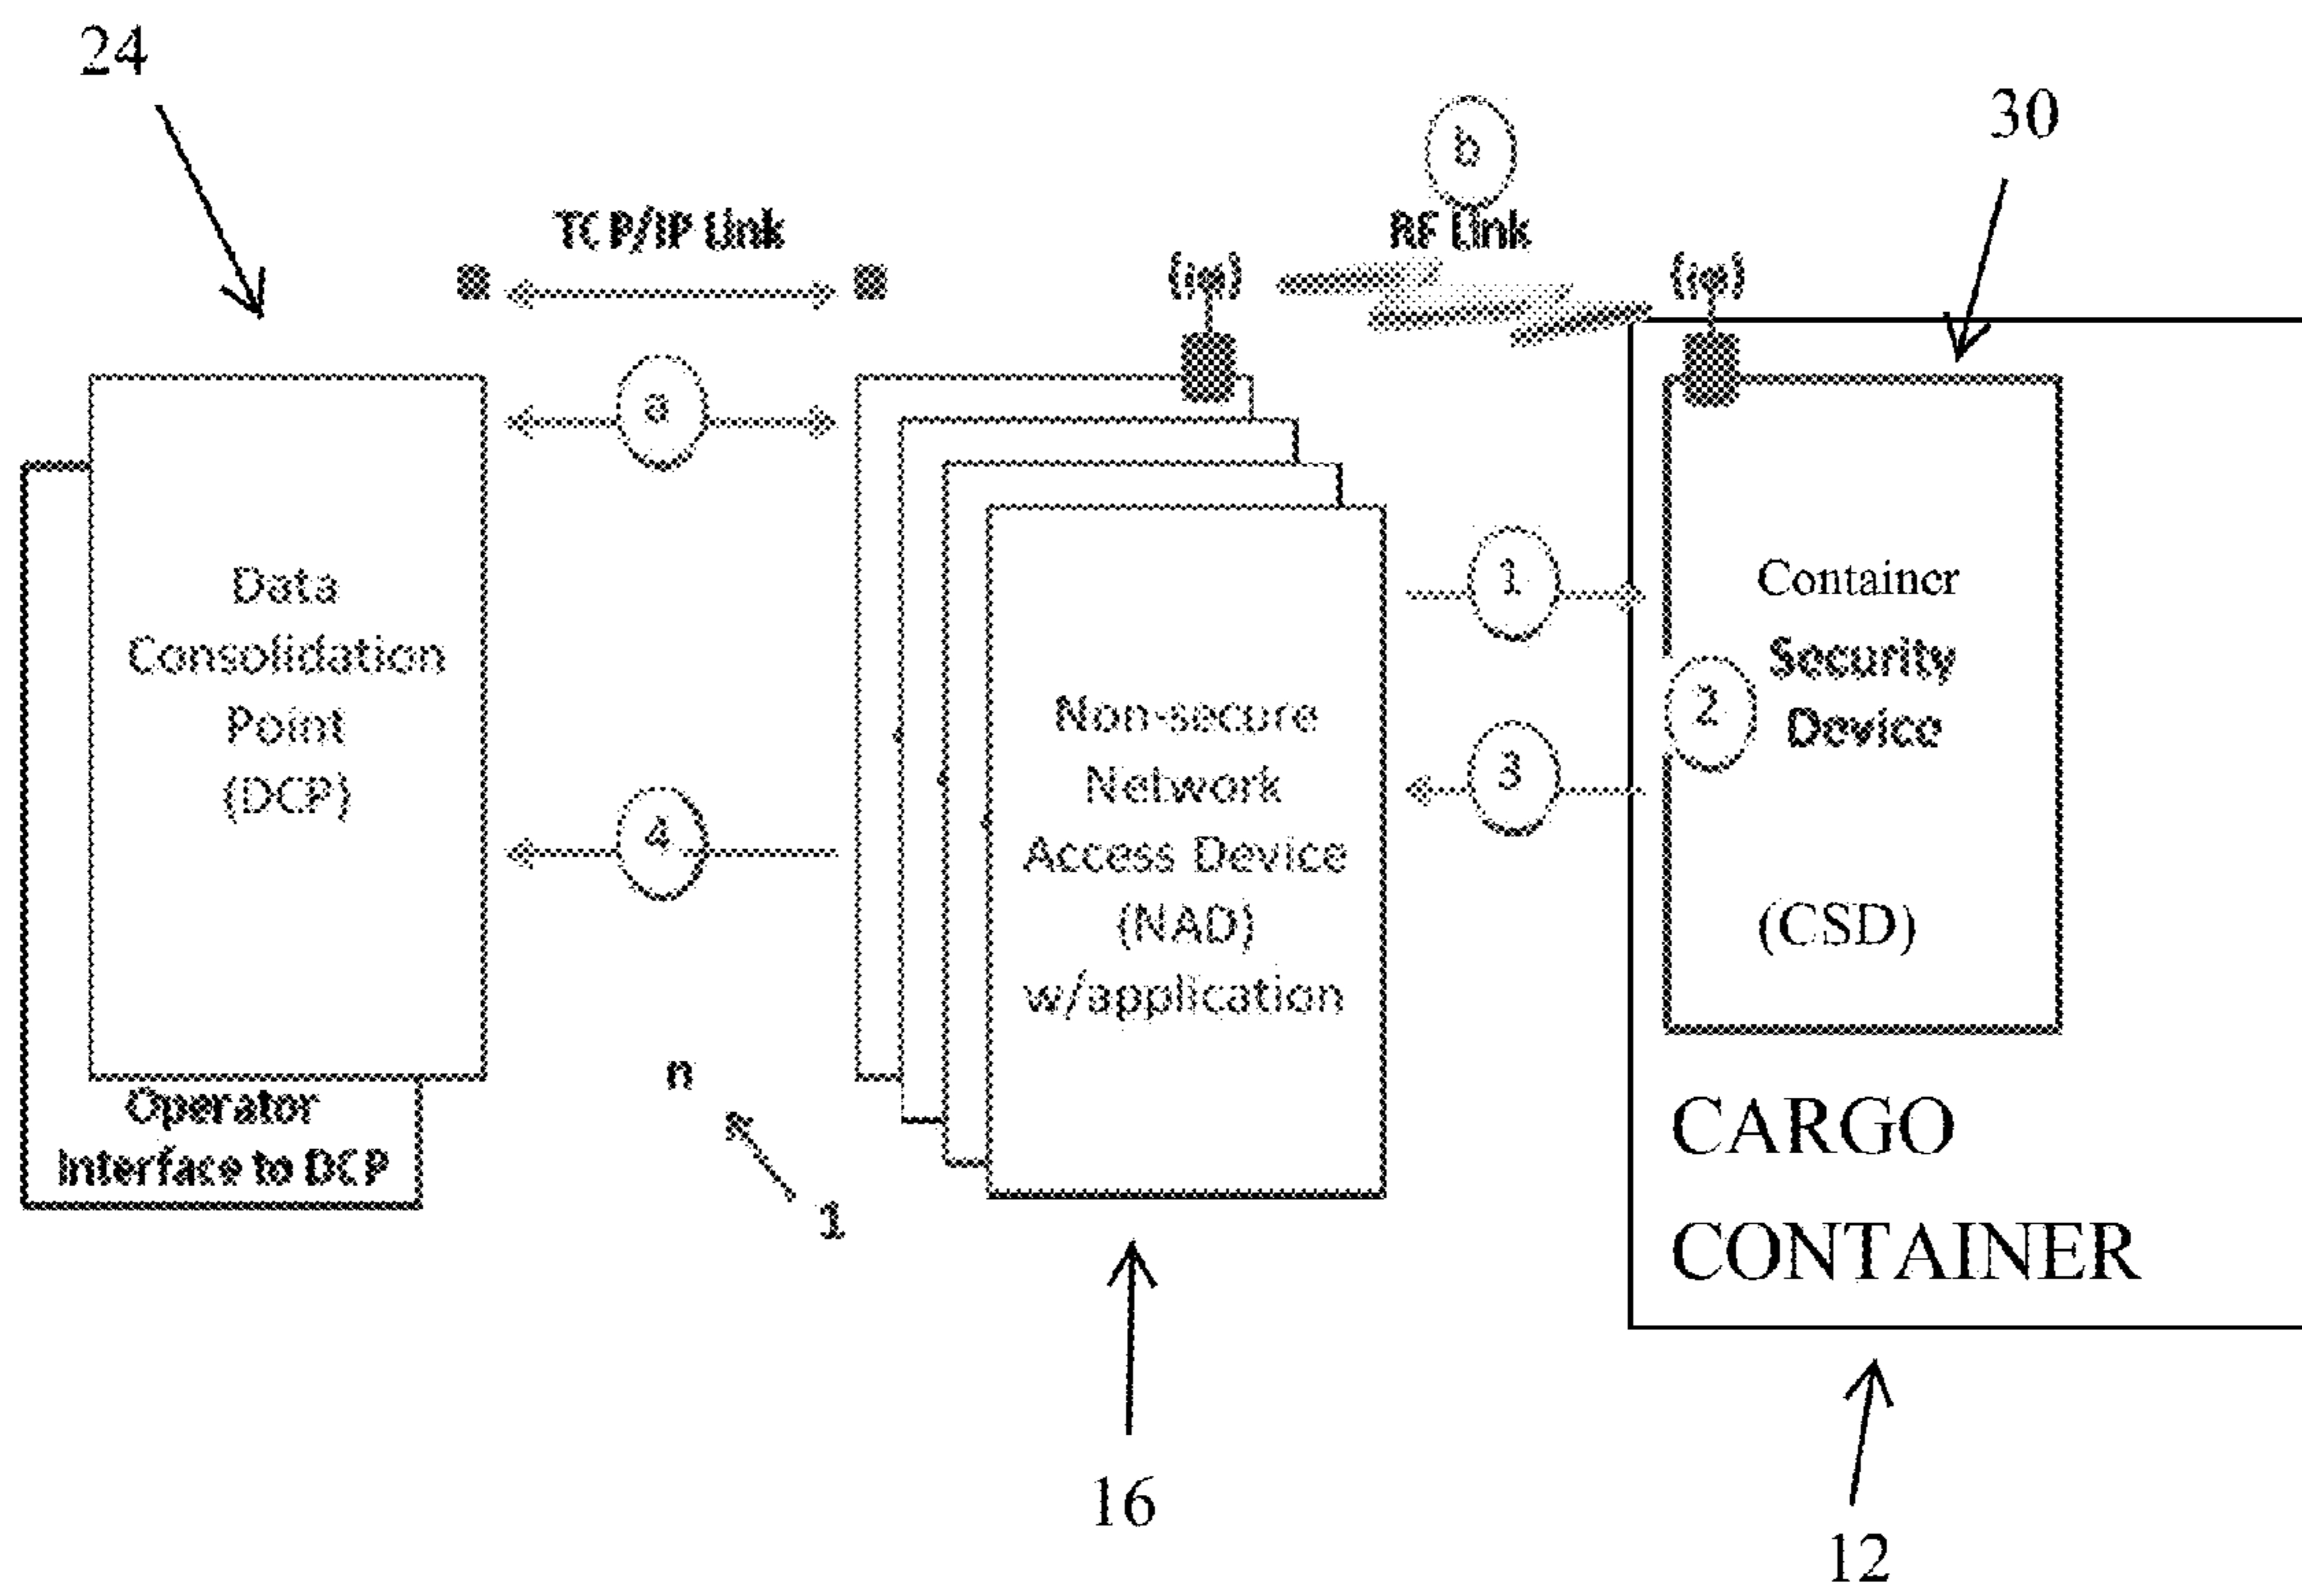 24
30
b
TCP/IP Link
RF Link
a
Data
Consolidation
Point
(DCP)
Operator
Interface to DCP
4
n
1
Non-secure
Network
Access Device
(NAD)
w/application
1
2
3
Container
Security
Device
(CSD)
CARGO
CONTAINER
16
12